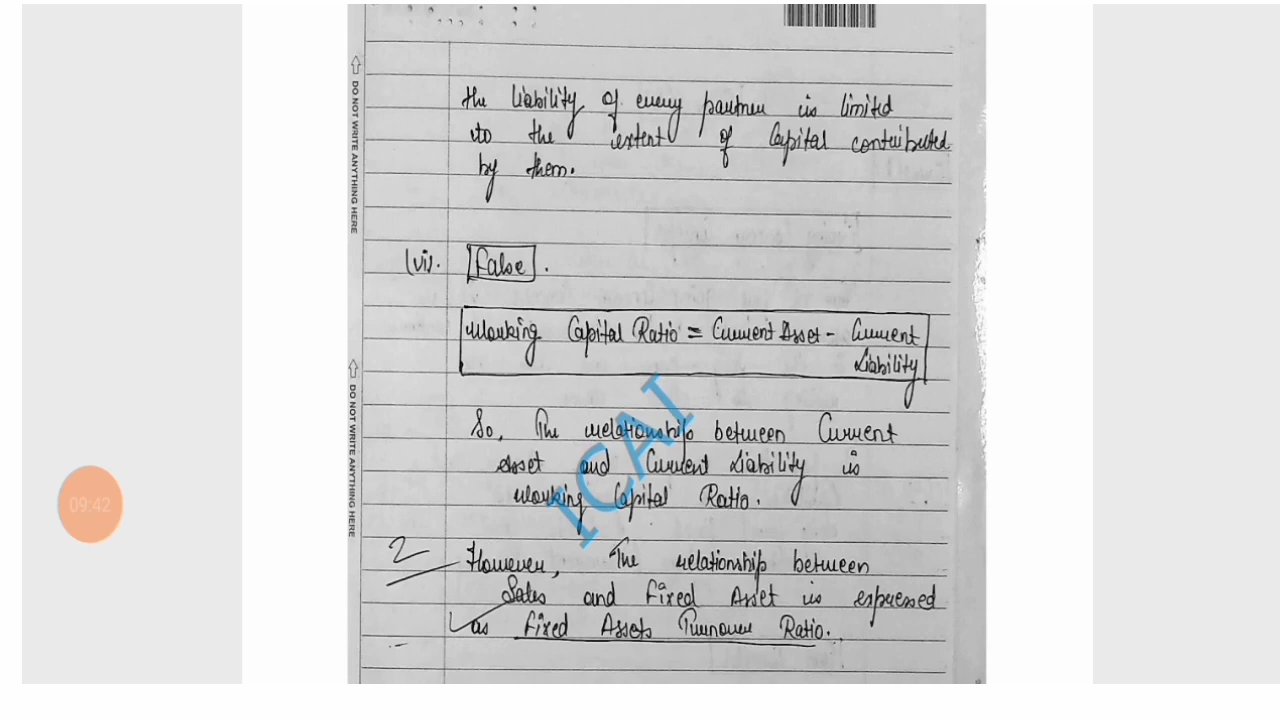 the liability of every partner is limited
to the extent of Capital contributed
by them.
DO NOT WRITE ANYTHING HERE
(vi). False.
Working Capital Ratio = Current Asset - Current
Liability
So, The relationship between Current
Asset and Current Liability is
Working Capital Ratio.
ICAI
DO NOT WRITE ANYTHING HERE
09:42
2
However, The relationship between
Sales and Fixed Asset is expressed
as Fixed Assets Turnover Ratio.